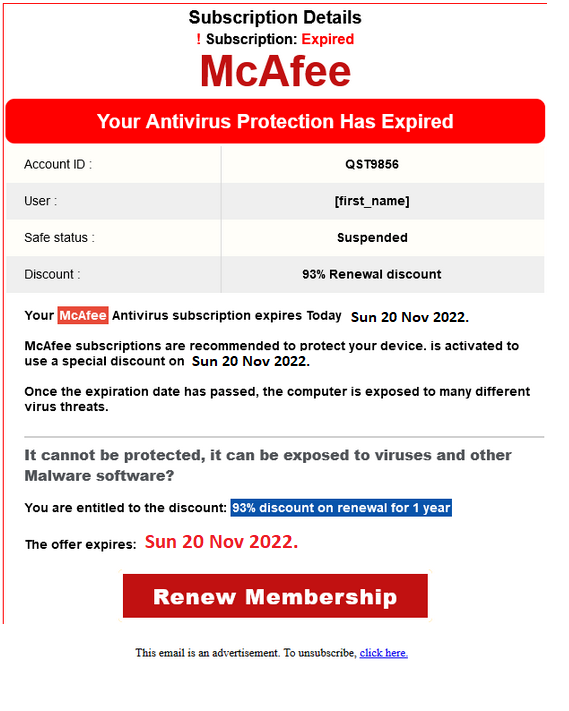 Subscription Details
! Subscription: Expired
McAfee
Your Antivirus Protection Has Expired
Account ID : QST9856
User : [first_name]
Safe status : Suspended
Discount : 93% Renewal discount
Your McAfee Antivirus subscription expires Today Sun 20 Nov 2022.
McAfee subscriptions are recommended to protect your device. is activated to
use a special discount on Sun 20 Nov 2022.
Once the expiration date has passed, the computer is exposed to many different
virus threats.
It cannot be protected, it can be exposed to viruses and other
Malware software?
You are entitled to the discount: 93% discount on renewal for 1 year
The offer expires: Sun 20 Nov 2022.
Renew Membership
This email is an advertisement. To unsubscribe, click here.